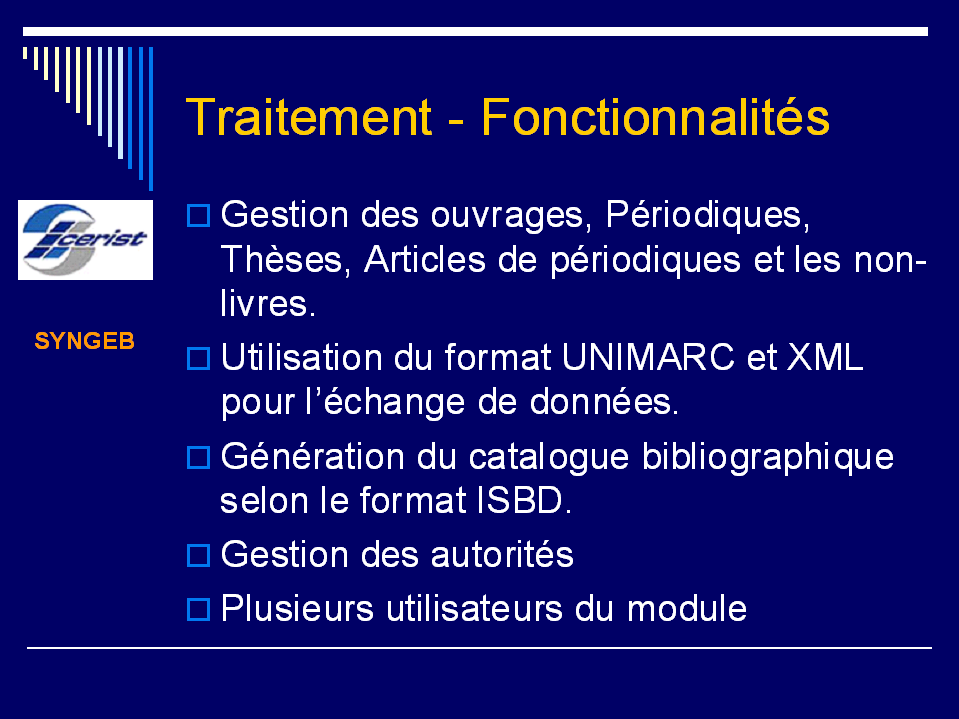 Traitement - Fonctionnalités
cerist
SYNGEB
Gestion des ouvrages, Périodiques,
Thèses, Articles de périodiques et les non-
livres.
Utilisation du format UNIMARC et XML
pour l’échange de données.
Génération du catalogue bibliographique
selon le format ISBD.
Gestion des autorités
Plusieurs utilisateurs du module